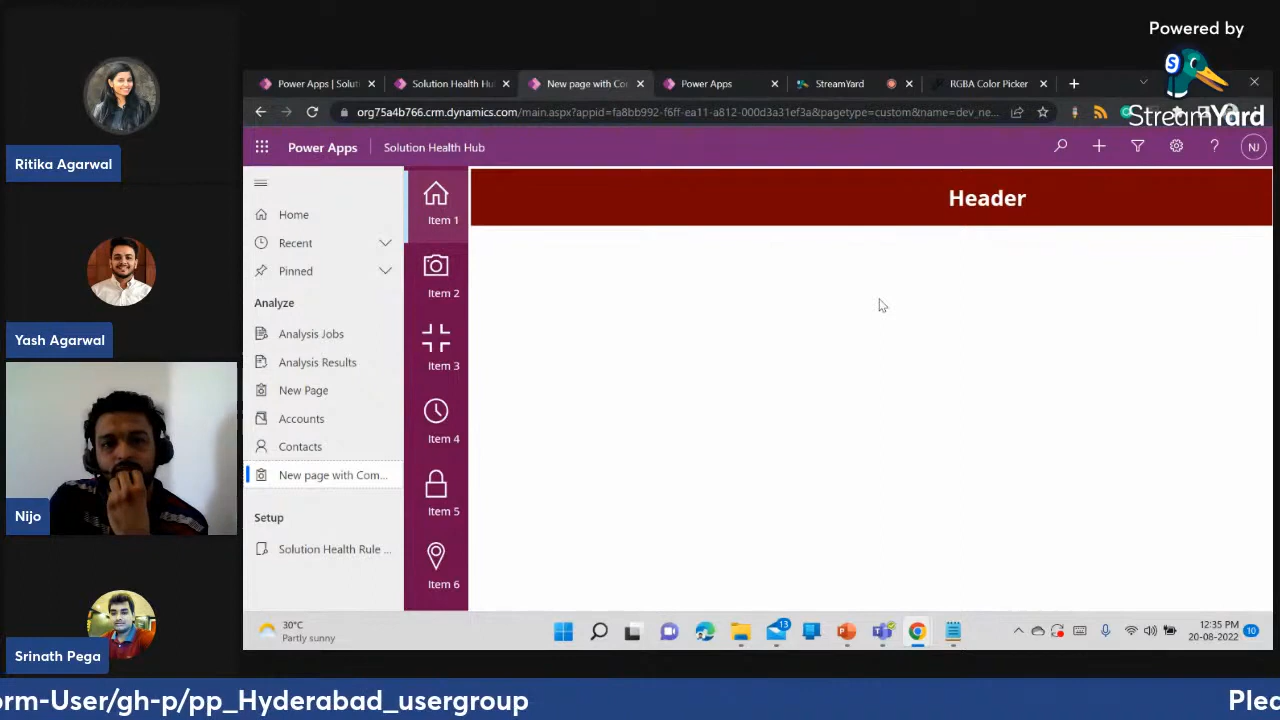 Powered by
StreamYard
Ritika Agarwal
Yash Agarwal
Nijo
Srinath Pega
Power Apps | Solut
Solution Health Hu
New page with Co
Power Apps
StreamYard
RGBA Color Picker
org75a4b766.crm.dynamics.com/main.aspx?appid=fa8bb992-f6ff-ea11-a812-000d3a31ef3a&pagetype=custom&name=dev_ne...
Power Apps
Solution Health Hub
NJ
Home
Recent
Pinned
Analyze
Analysis Jobs
Analysis Results
New Page
Accounts
Contacts
New page with Com...
Setup
Solution Health Rule ...
Item 1
Item 2
Item 3
Item 4
Item 5
Item 6
Header
30°C
Partly sunny
13
12:35 PM
20-08-2022
10
orm-User/gh-p/pp_Hyderabad_usergroup
Plea